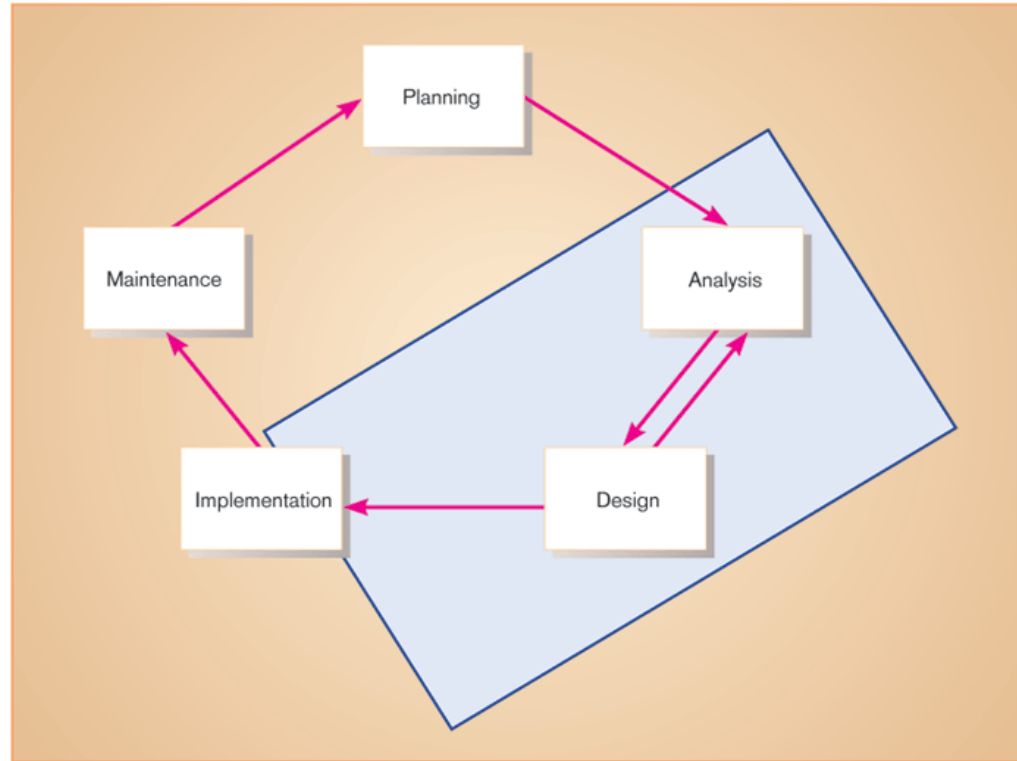 Planning
Maintenance
Analysis
Implementation
Design